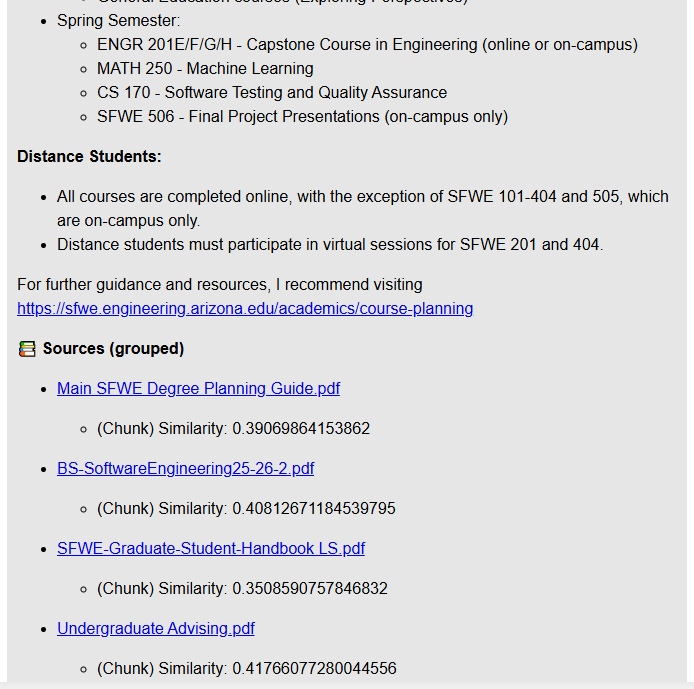 General Education courses (Exploring Perspectives)
Spring Semester:
ENGR 201E/F/G/H - Capstone Course in Engineering (online or on-campus)
MATH 250 - Machine Learning
CS 170 - Software Testing and Quality Assurance
SFWE 506 - Final Project Presentations (on-campus only)
Distance Students:
All courses are completed online, with the exception of SFWE 101-404 and 505, which
are on-campus only.
Distance students must participate in virtual sessions for SFWE 201 and 404.
For further guidance and resources, I recommend visiting
https://sfwe.engineering.arizona.edu/academics/course-planning
Sources (grouped)
Main SFWE Degree Planning Guide.pdf
(Chunk) Similarity: 0.39069864153862
BS-SoftwareEngineering25-26-2.pdf
(Chunk) Similarity: 0.40812671184539795
SFWE-Graduate-Student-Handbook LS.pdf
(Chunk) Similarity: 0.3508590757846832
Undergraduate Advising.pdf
(Chunk) Similarity: 0.41766077280044556